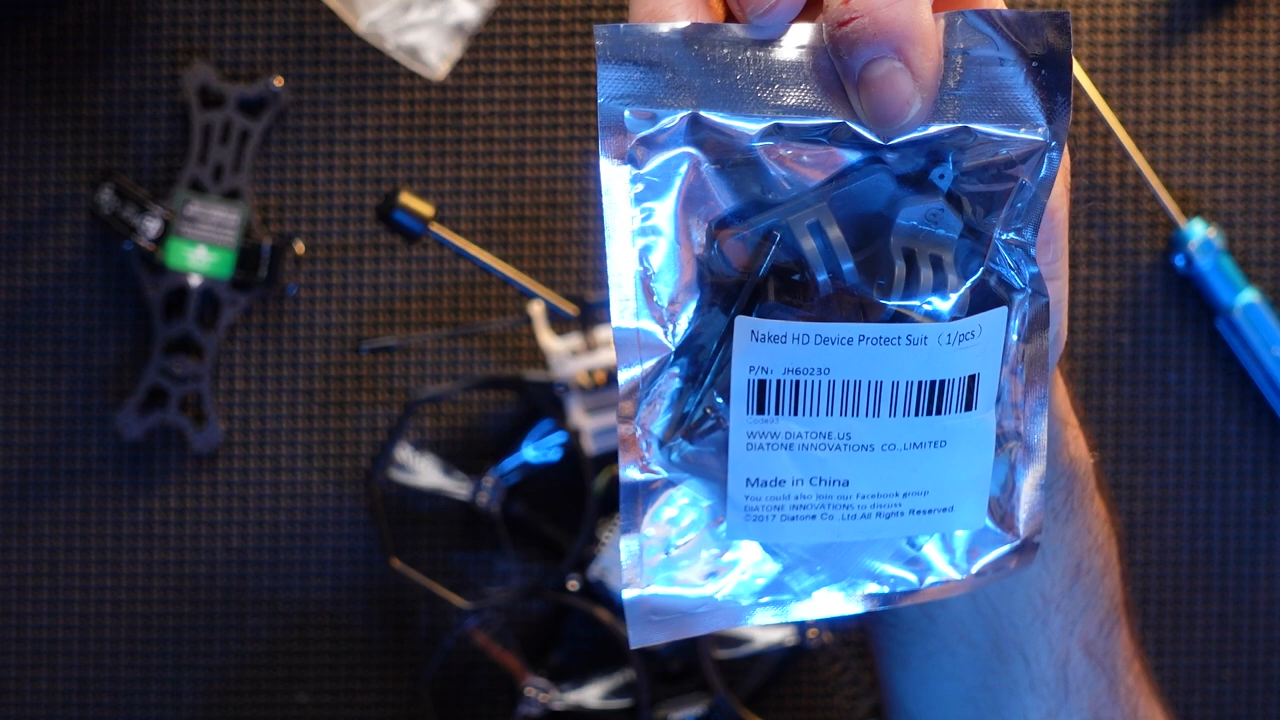 Naked HD Device Protect Suit（1/pcs）
P/N： JH60230
Code93
WWW.DIATONE.US
DIATONE INNOVATIONS CO.,LIMITED
Made in China
You could also join our Facebook group
DIATONE INNOVATIONS to discuss
©2017 Diatone Co.,Ltd.All Rights Reserved.